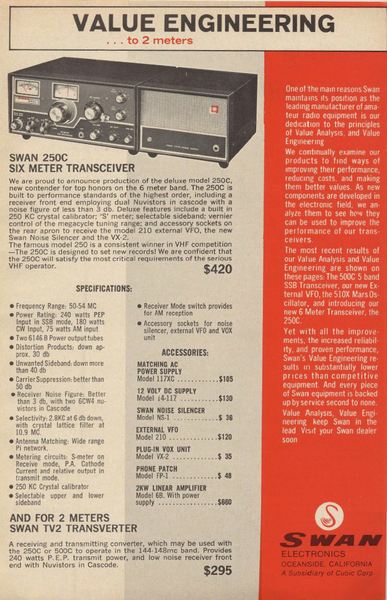 VALUE ENGINEERING
. . . to 2 meters
SWAN 250C
SIX METER TRANSCEIVER
We are proud to announce production of the deluxe model 250C,
new contender for top honors on the 6 meter band. The 250C is
built to performance standards of the highest order, including a
receiver front end employing dual Nuvistors in cascode with a
noise figure of less than 3 db. Deluxe features include a built in
250 KC crystal calibrator; 'S' meter; selectable sideband; vernier
control of the megacycle tuning range; and accessory sockets on
the rear apron to receive the model 210 external VFO, the new
Swan Noise Silencer and the VX-2.
The famous model 250 is a consistent winner in VHF competition
—The 250C is designed to set new records! We are confident that
the 250C will satisfy the most critical requirements of the serious
VHF operator.
$420
SPECIFICATIONS:
• Frequency Range: 50-54 MC
• Power Rating: 240 watts PEP
Input in SSB mode, 180 watts
CW Input, 75 watts AM input
• Two 6146 B Power output tubes
• Distortion Products: down ap-
prox. 30 db
• Unwanted Sideband: down more
than 40 db
• Carrier Suppression: better than
50 db
• Receiver Noise Figure: Better
than 3 db, with two 6CW4 nu-
vistors in Cascode
• Selectivity: 2.8KC at 6 db down,
with crystal lattice filter at
10.9 MC.
• Antenna Matching: Wide range
Pi network.
• Metering circuits: S-meter on
Receive mode, P.A. Cathode
Current and relative output in
transmit mode.
• 250 KC Crystal calibrator
• Selectable upper and lower
sideband
• Receiver Mode switch provides
for AM reception
• Accessory sockets for noise
silencer, external VFO and VOX
unit
ACCESSORIES:
MATCHING AC
POWER SUPPLY
Model 117XC . . . . . . . . . . $105
12 VOLT DC SUPPLY
Model 14-117 . . . . . . . . . . $130
SWAN NOISE SILENCER
Model NS-1 . . . . . . . . . . $ 36
EXTERNAL VFO
Model 210 . . . . . . . . . . $120
PLUG-IN VOX UNIT
Model VX-2 . . . . . . . . . . $ 35
PHONE PATCH
Model FP-1 . . . . . . . . . . $ 48
2KW LINEAR AMPLIFIER
Model 6B. With power
supply . . . . . . . . . . $660
AND FOR 2 METERS
SWAN TV2 TRANSVERTER
A receiving and transmitting converter, which may be used with
the 250C or 500C to operate in the 144-148mc band. Provides
240 watts P.E.P. transmit power, and low noise receiver front
end with Nuvistors in Cascode.
$295
One of the main reasons Swan
maintains its position as the
leading manufacturer of ama-
teur radio equipment is our
dedication to the principles
of Value Analysis, and Value
Engineering
We continually examine our
products to find ways of
improving their performance,
reducing costs, and making
them better values. As new
components are developed in
the electronic field, we an-
alyze them to see how they
can be used to improve the
performance of our trans-
ceivers.
The most recent results of
our Value Analysis and Value
Engineering are shown on
these pages: The 500C 5 band
SSB Transceiver, our new Ex-
ternal VFO, the 510X Mars Os-
cillator, and introducing our
new 6 Meter Transceiver, the
250C.
Yet with all the improve-
ments, the increased reliabil-
ity, and proven performance,
Swan's Value Engineering re-
sults in substantially lower
prices than competitive
equipment. And every piece
of Swan equipment is backed
up by service second to none.
Value Analysis, Value Engi-
neering keep Swan in the
lead. Visit your Swan dealer
soon
SWAN
ELECTRONICS
OCEANSIDE, CALIFORNIA
A Subsidiary of Cubic Corp